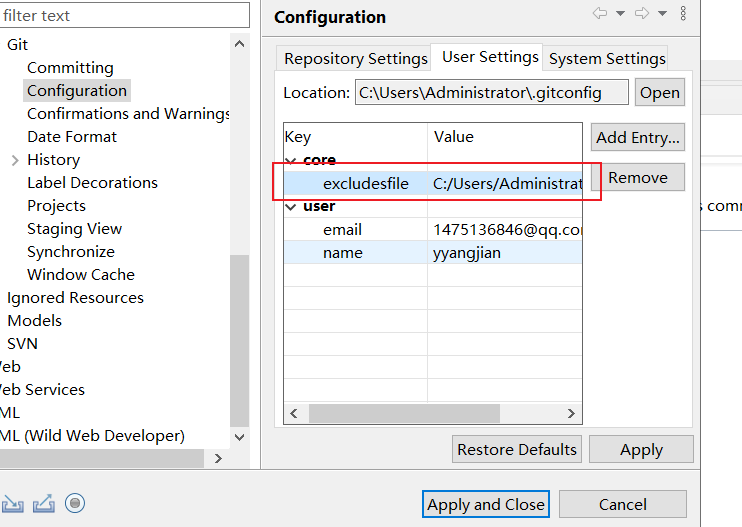 filter text
Git
Committing
Configuration
Confirmations and Warnings
Date Format
History
Label Decorations
Projects
Staging View
Synchronize
Window Cache
Ignored Resources
Models
SVN
eb
eb Services
ML
ML (Wild Web Developer)
Configuration
Repository Settings User Settings System Settings
Location: C:\Users\Administrator\.gitconfig Open
Key Value Add Entry...
core
excludesfile C:/Users/Administrat Remove
user
email 1475136846@qq.co
name yyangjian
Restore Defaults Apply
Apply and Close Cancel
s comm